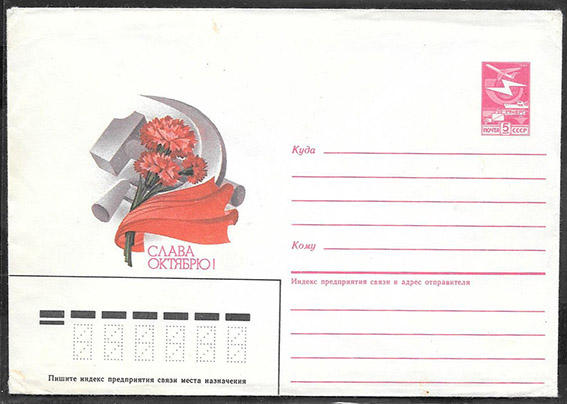 ПОЧТА 5 СССР
Куда
СЛАВА
ОКТЯБРЮ!
Кому
Индекс предприятия связи и адрес отправителя
Пишите индекс предприятия связи места назначения